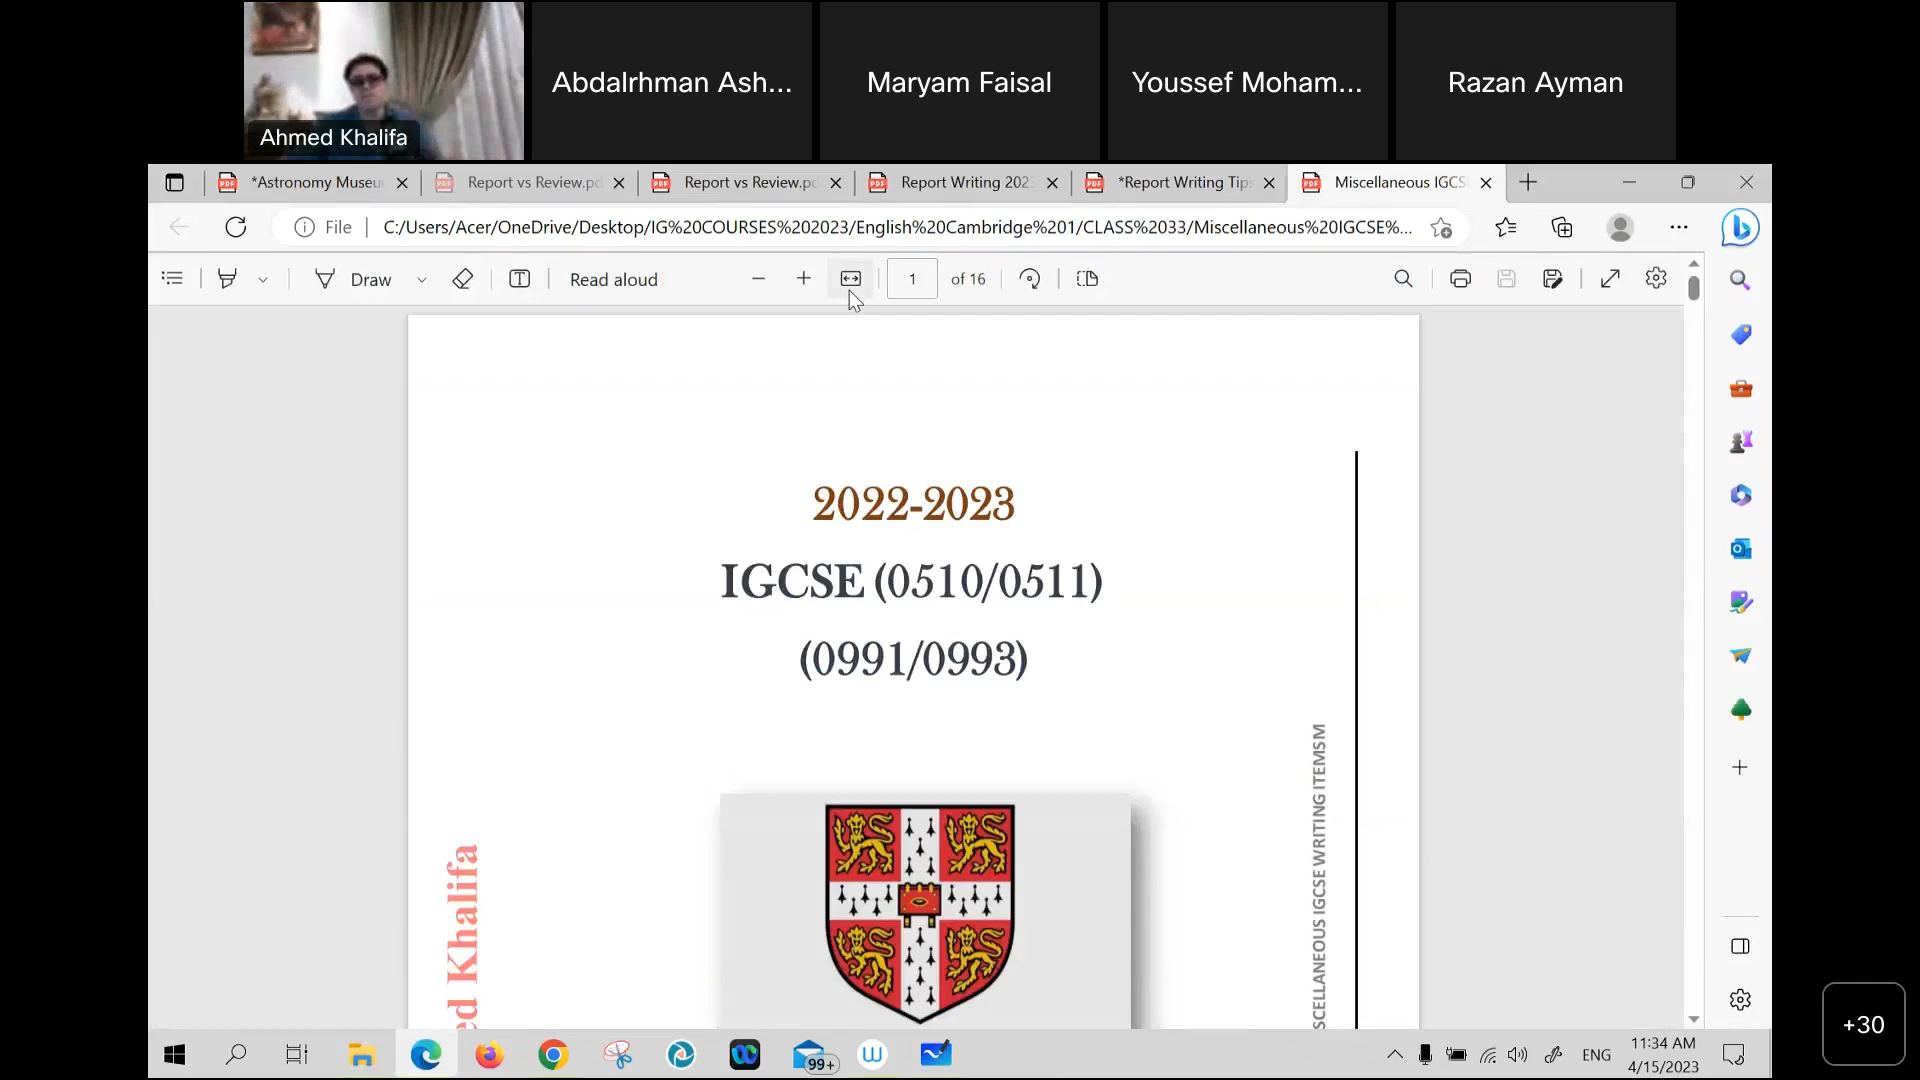 Ahmed Khalifa
Abdalrhman Ash...
Maryam Faisal
Youssef Moham...
Razan Ayman
*Astronomy Museu
Report vs Review.pd
Report vs Review.pd
Report Writing 202
*Report Writing Tip
Miscellaneous IGCS
File
C:/Users/Acer/OneDrive/Desktop/IG%20COURSES%202023/English%20Cambridge%201/CLASS%2033/Miscellaneous%20IGCSE%...
Draw
Read aloud
1
of 16
2022-2023
IGCSE (0510/0511)
(0991/0993)
SCELLANEOUS IGCSE WRITING ITEMSM
ed Khalifa
99+
ENG
11:34 AM
4/15/2023
+30